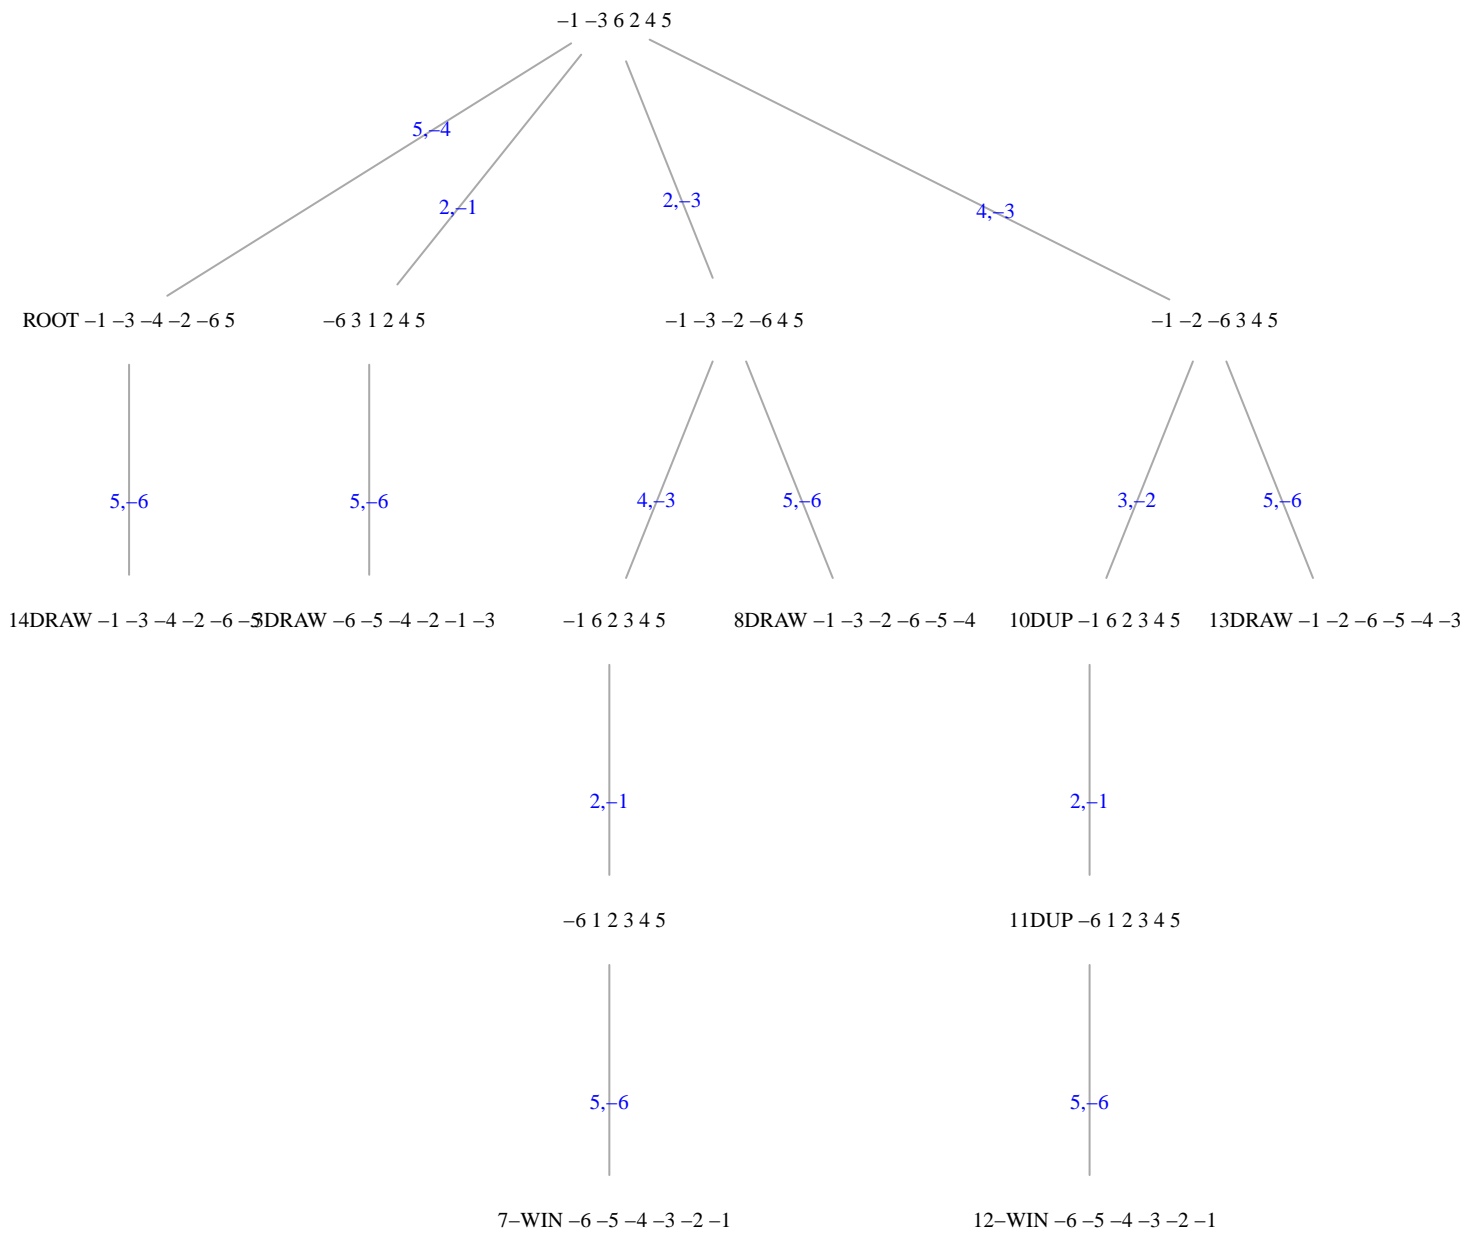 −1 −3 6 2 4 5
5,−4
2,−1
2,−3
4,−3
ROOT −1 −3 −4 −2 −6 5
−6 3 1 2 4 5
−1 −3 −2 −6 4 5
−1 −2 −6 3 4 5
5,−6
5,−6
4,−3
5,−6
3,−2
5,−6
14DRAW −1 −3 −4 −2 −6 −5
3DRAW −6 −5 −4 −2 −1 −3
−1 6 2 3 4 5
8DRAW −1 −3 −2 −6 −5 −4
10DUP −1 6 2 3 4 5
13DRAW −1 −2 −6 −5 −4 −3
2,−1
2,−1
−6 1 2 3 4 5
11DUP −6 1 2 3 4 5
5,−6
5,−6
7−WIN −6 −5 −4 −3 −2 −1
12−WIN −6 −5 −4 −3 −2 −1